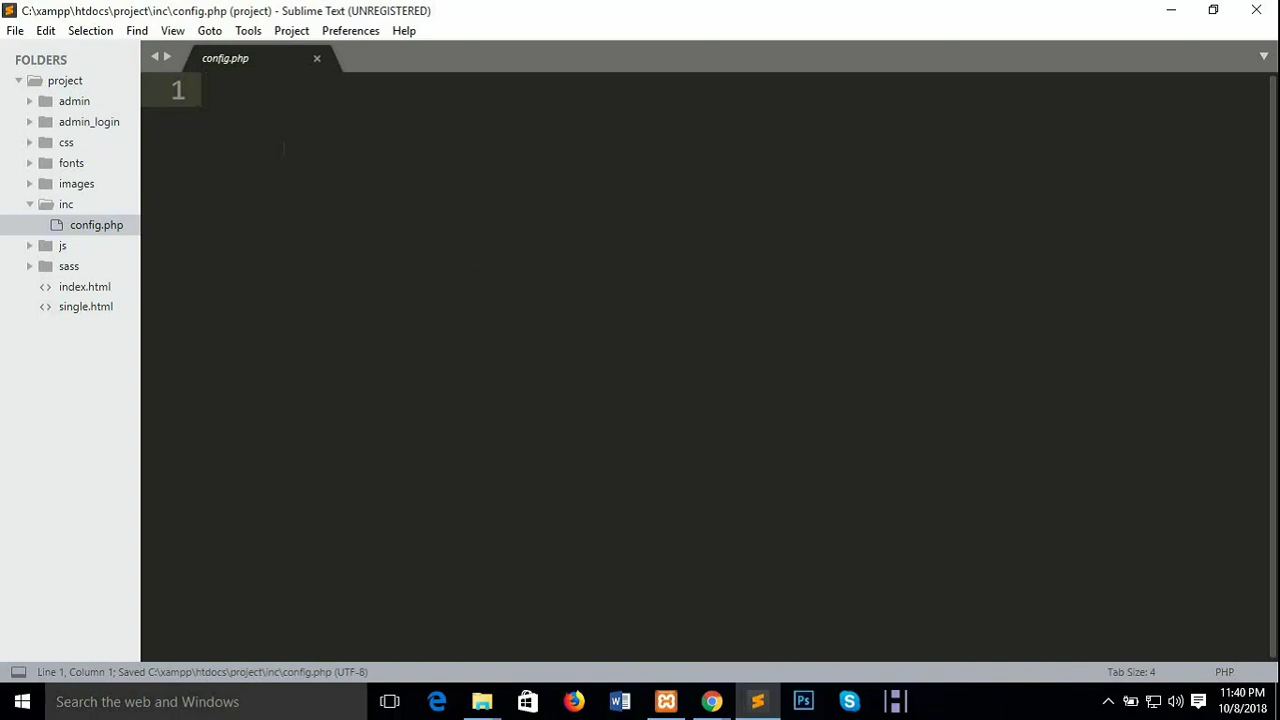 C:\xampp\htdocs\project\inc\config.php (project) - Sublime Text (UNREGISTERED)
File Edit Selection Find View Goto Tools Project Preferences Help
FOLDERS
project
admin
admin_login
css
fonts
images
inc
config.php
js
sass
index.html
single.html
config.php
1
Line 1, Column 1; Saved C:\xampp\htdocs\project\inc\config.php (UTF-8)
Tab Size: 4
PHP
Search the web and Windows
Ps
11:40 PM
10/8/2018